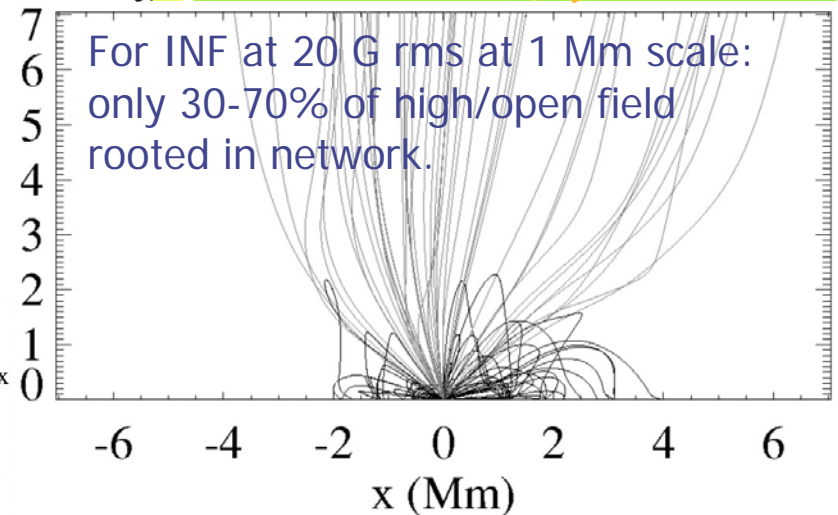 7
For INF at 20 G rms at 1 Mm scale:
6
only 30-70% of high/open field
5
rooted in network.
4
3
2
1
x
0
-6 -4 -2 0 2 4 6
x (Mm)